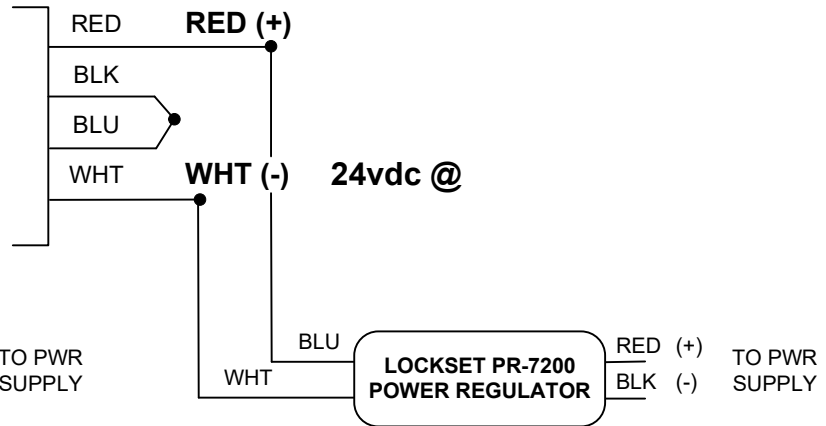 RED RED (+)
BLK
BLU
WHT WHT (-) 24vdc @
BLU
WHT
LOCKSET PR-7200
POWER REGULATOR
RED (+)
BLK (-)
TO PWR
SUPPLY
TO PWR
SUPPLY